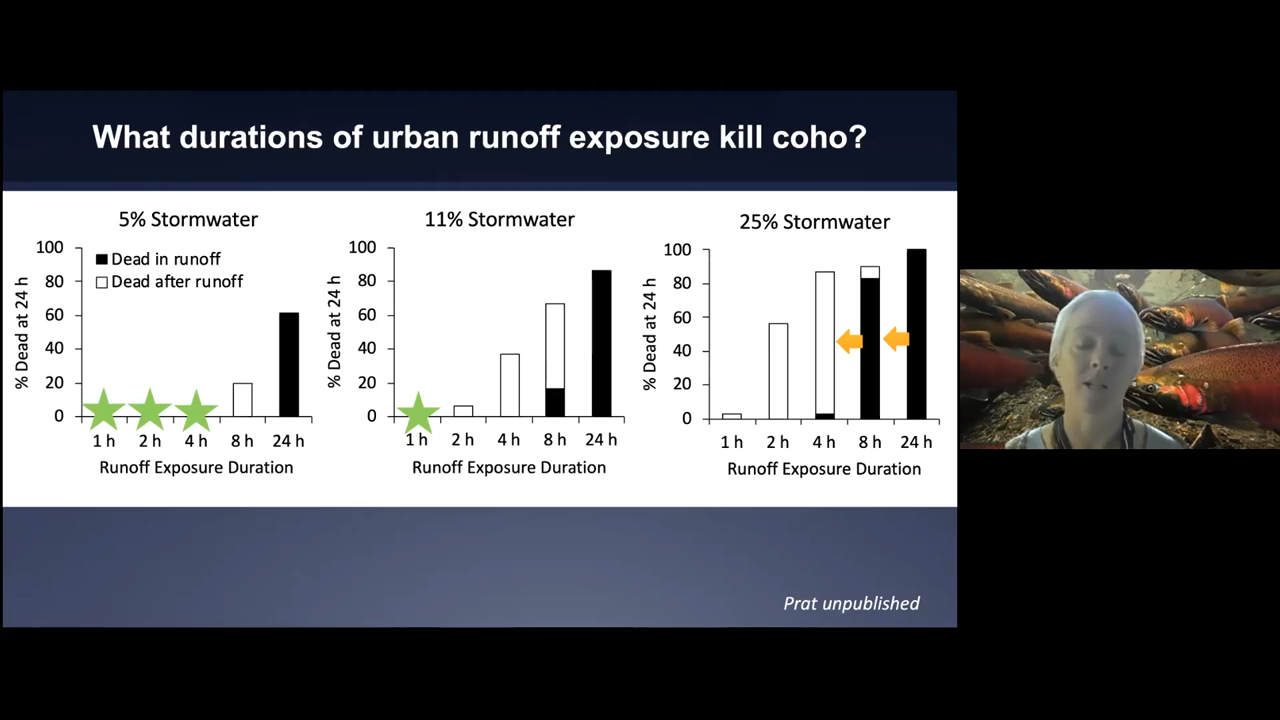 What durations of urban runoff exposure kill coho?
5% Stormwater
% Dead at 24 h
100
80
60
40
20
0
Dead in runoff
Dead after runoff
1 h 2 h 4 h 8 h 24 h
Runoff Exposure Duration
11% Stormwater
% Dead at 24 h
100
80
60
40
20
0
1 h 2 h 4 h 8 h 24 h
Runoff Exposure Duration
25% Stormwater
% Dead at 24 h
100
80
60
40
20
0
1 h 2 h 4 h 8 h 24 h
Runoff Exposure Duration
Prat unpublished